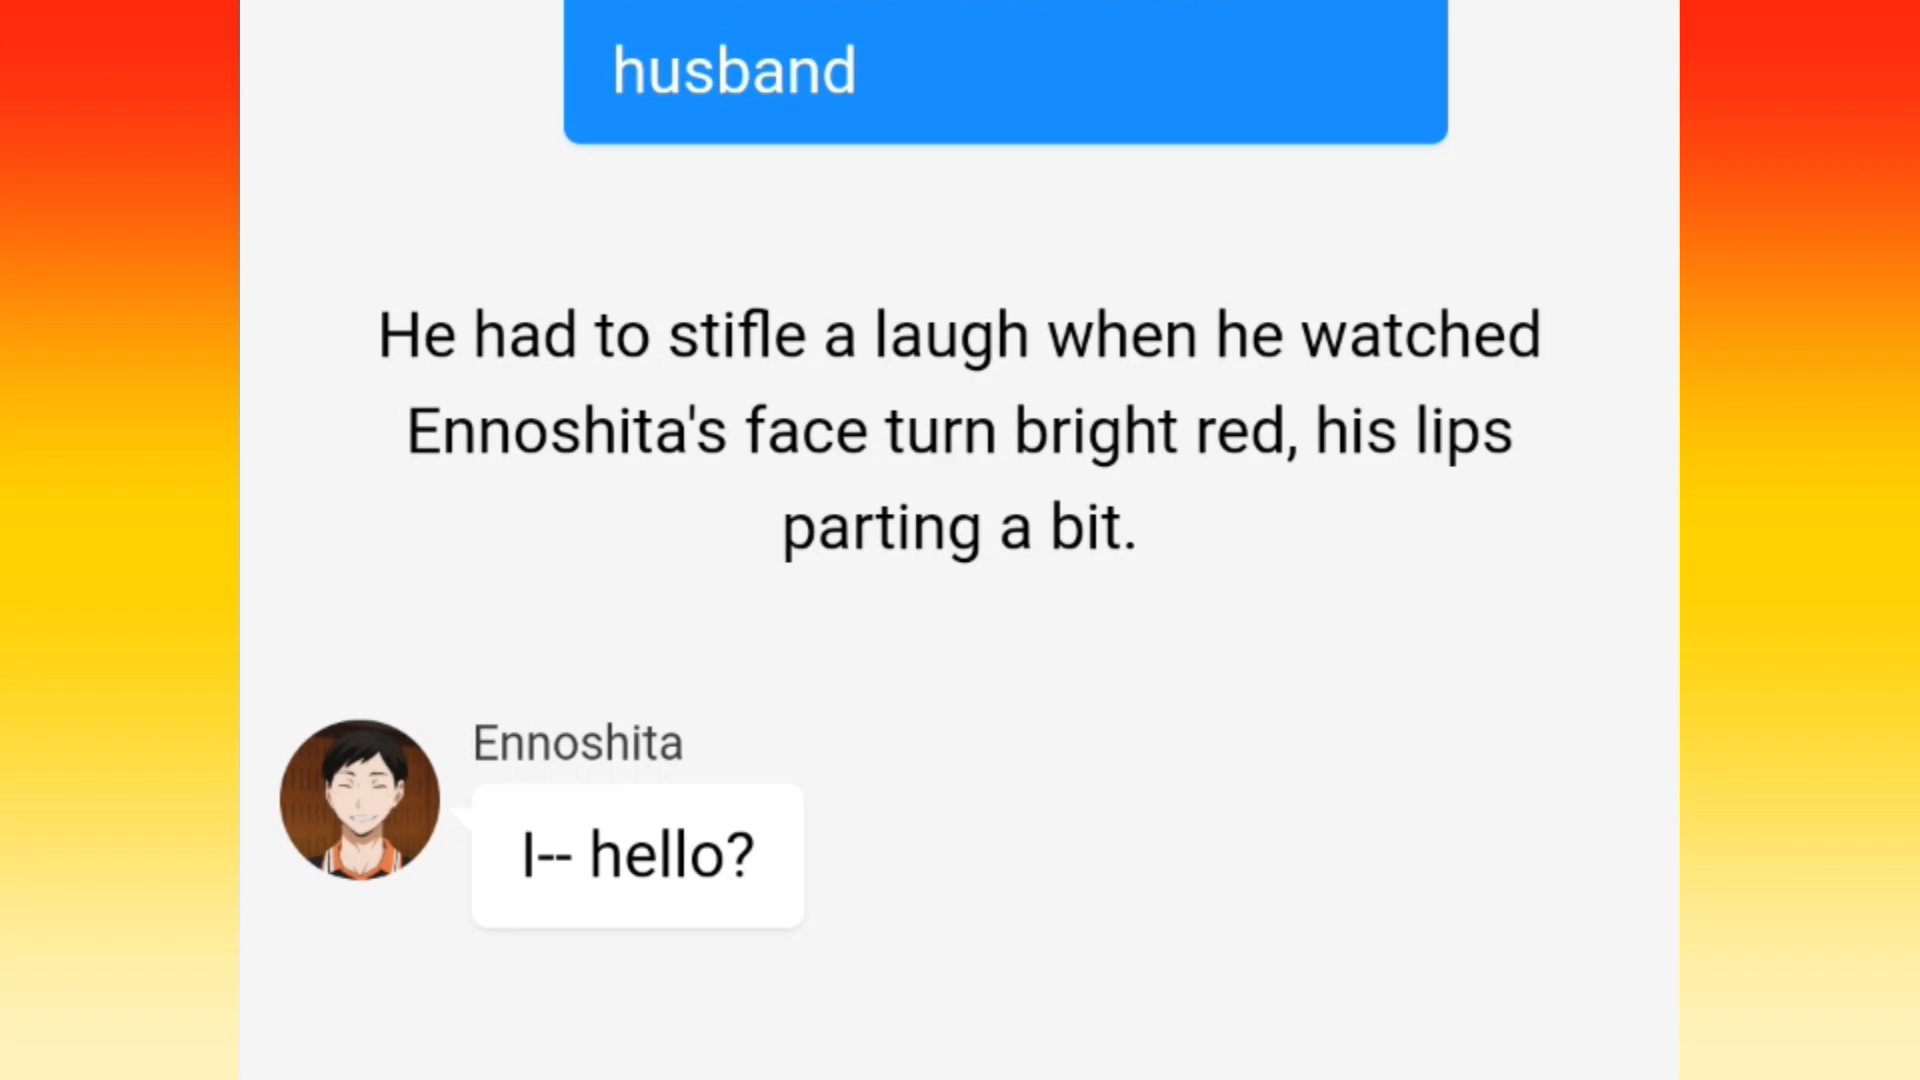 husband
He had to stifle a laugh when he watched
Ennoshita's face turn bright red, his lips
parting a bit.
Ennoshita
I-- hello?